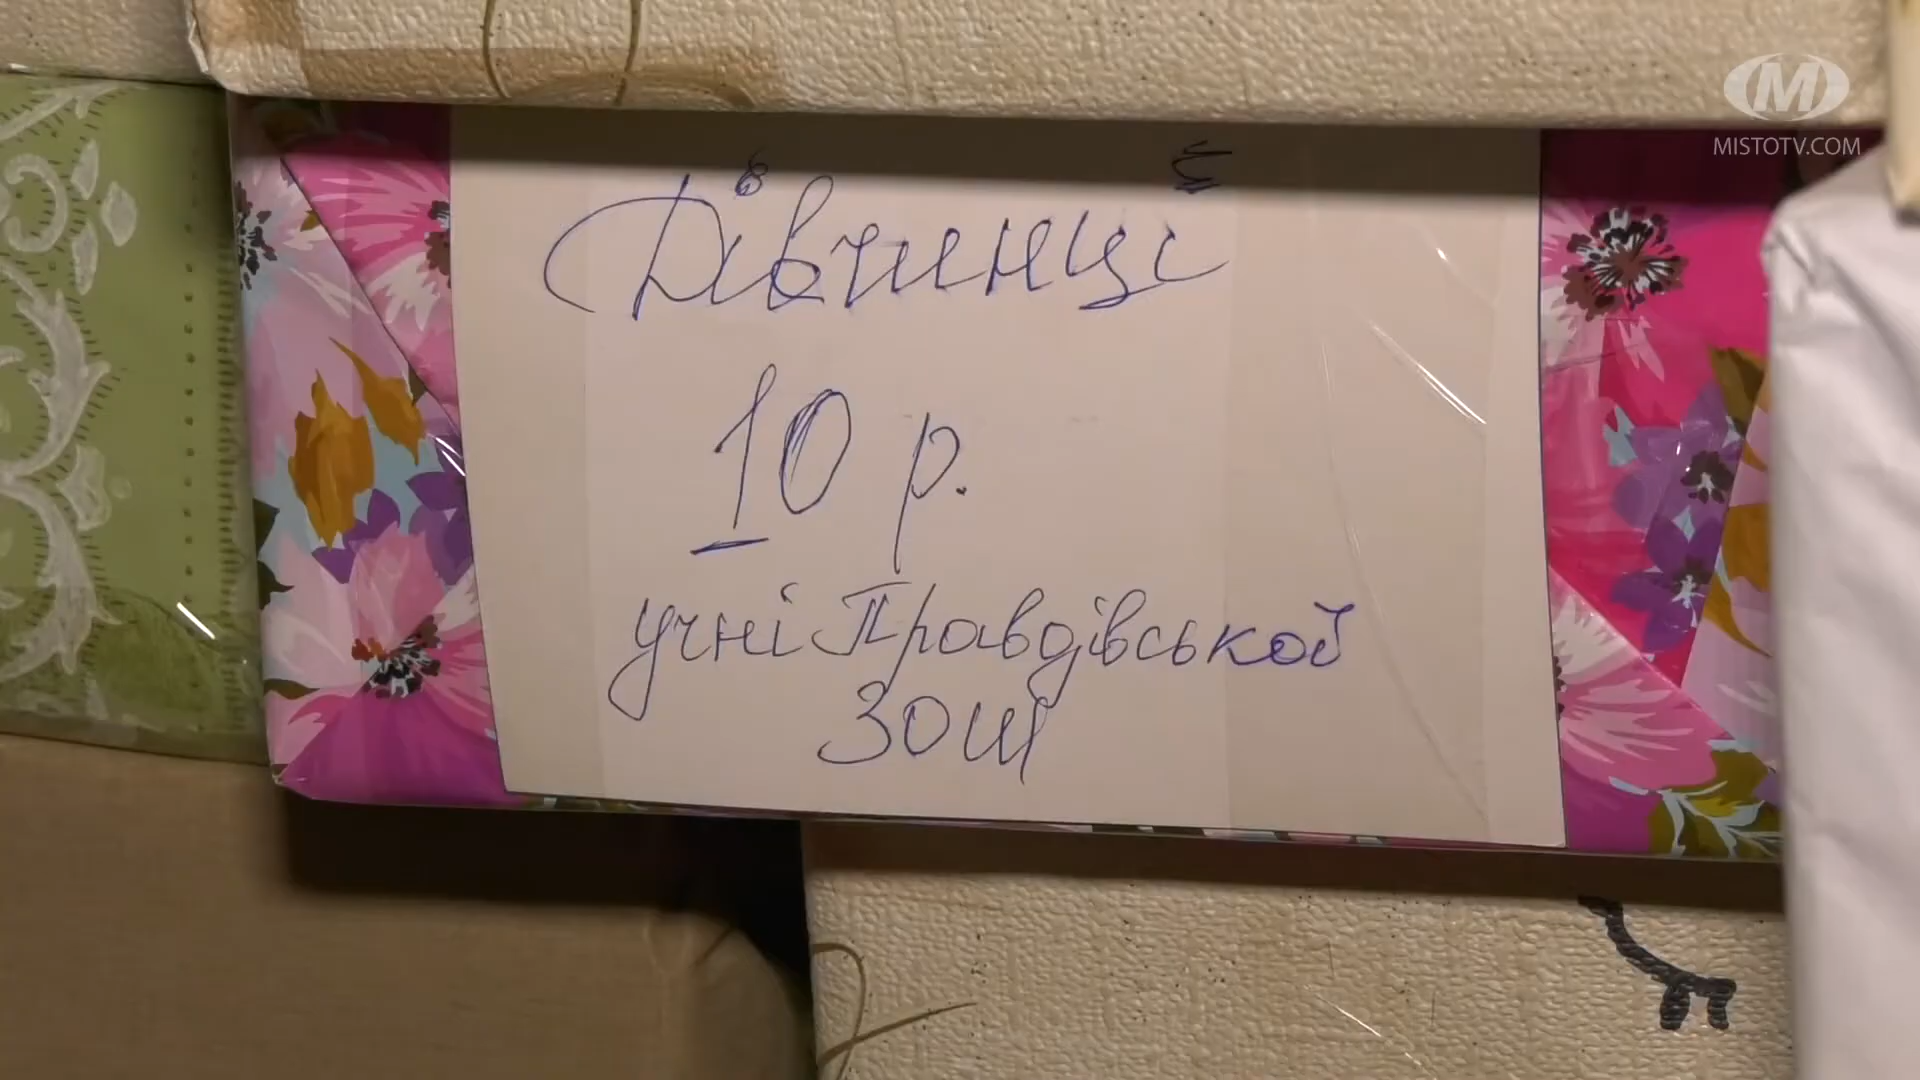 M
MISTOTV.COM
Дівчинці
10 р.
учні Правдівської
ЗОШ